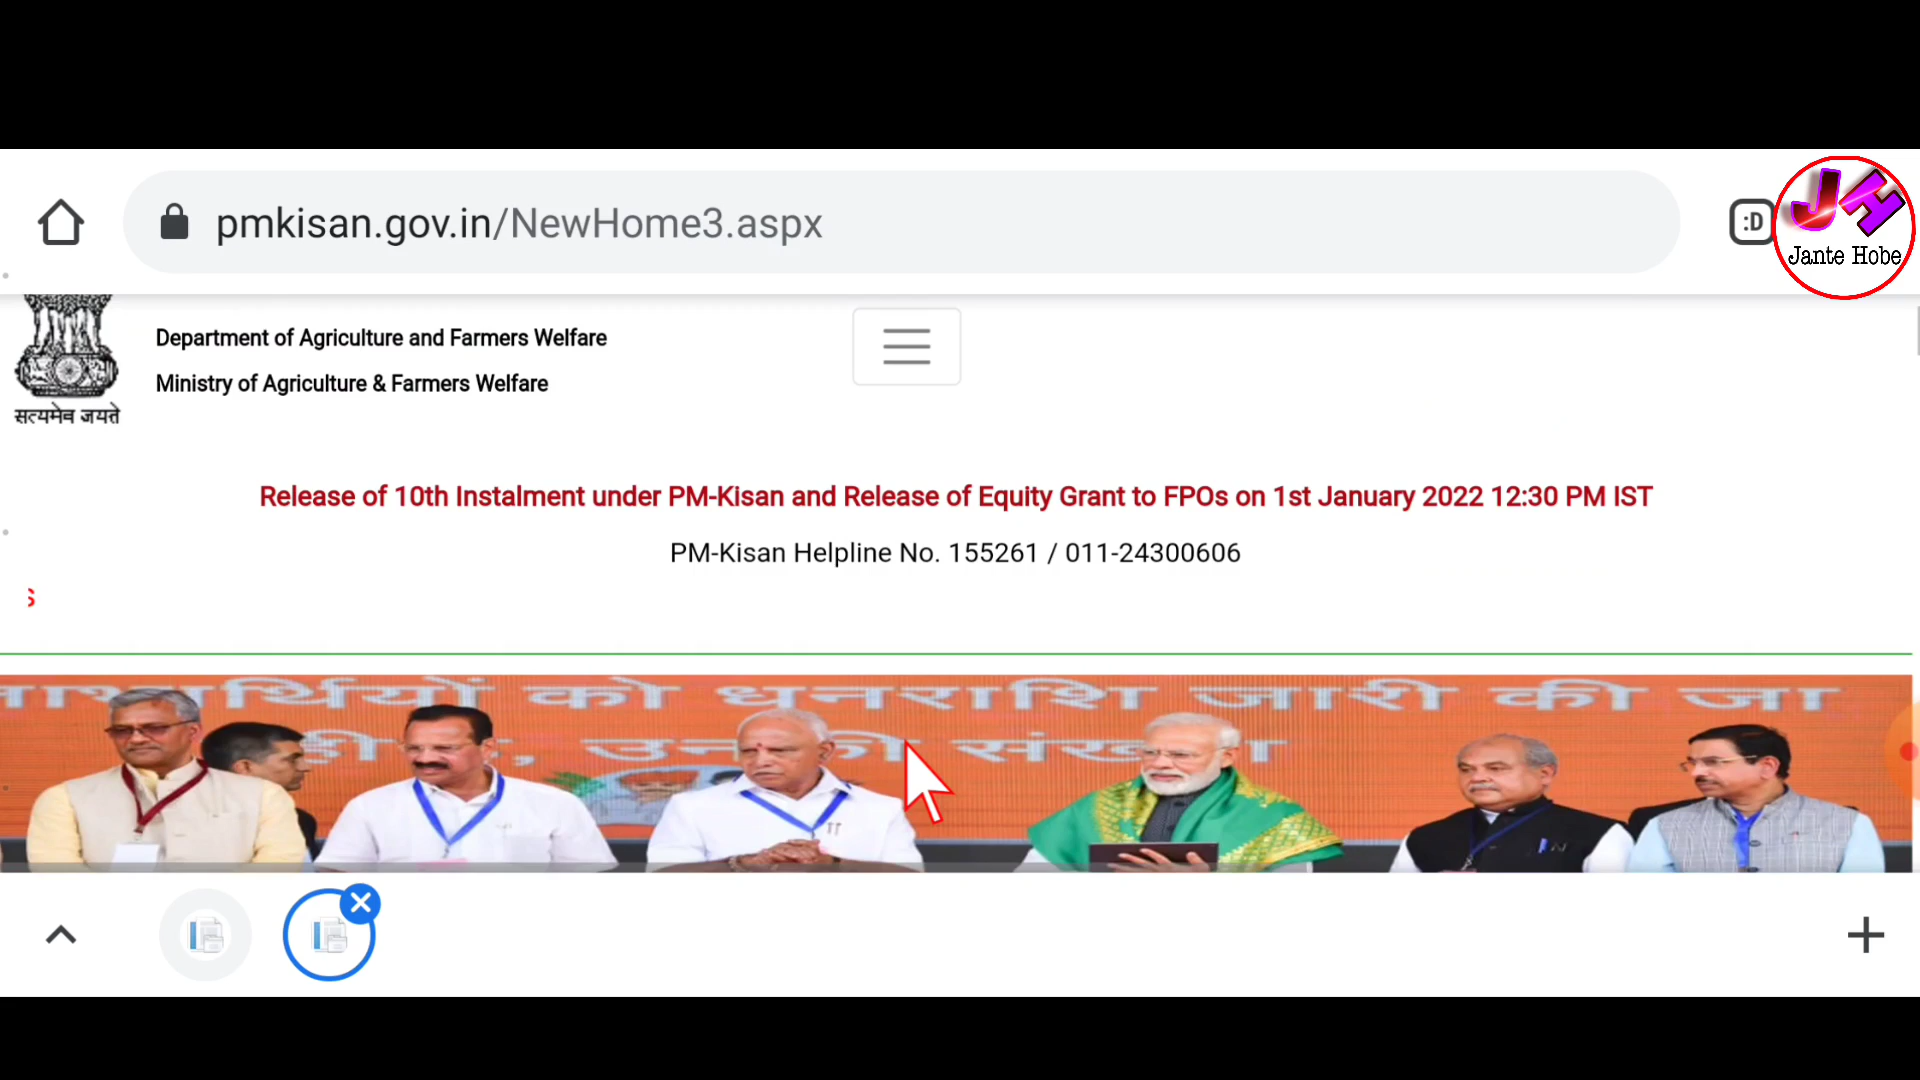 pmkisan.gov.in/NewHome3.aspx
:D
JH
Jante Hobe
Department of Agriculture and Farmers Welfare
Ministry of Agriculture & Farmers Welfare
सत्यमेव जयते
Release of 10th Instalment under PM-Kisan and Release of Equity Grant to FPOs on 1st January 2022 12:30 PM IST
PM-Kisan Helpline No. 155261 / 011-24300606
S
को धनराशि जारी की जा
उनकी